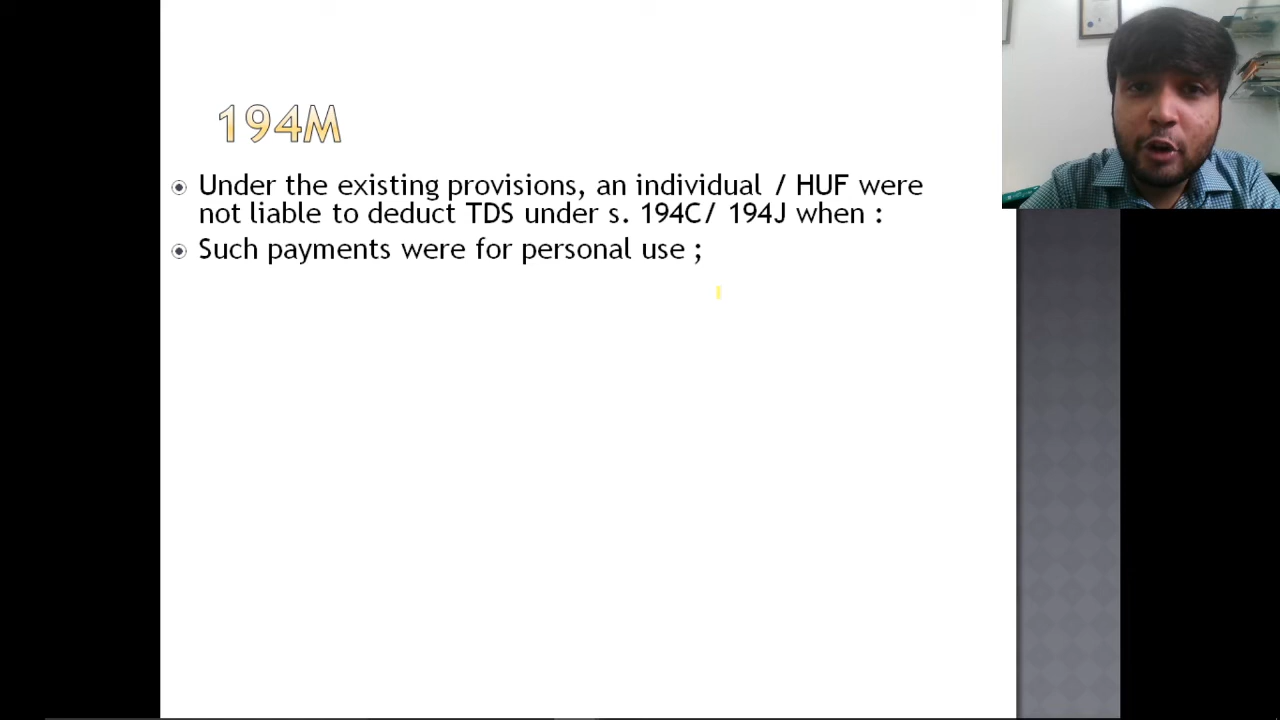 194M
Under the existing provisions, an individual / HUF were
not liable to deduct TDS under s. 194C/ 194J when :
Such payments were for personal use ;